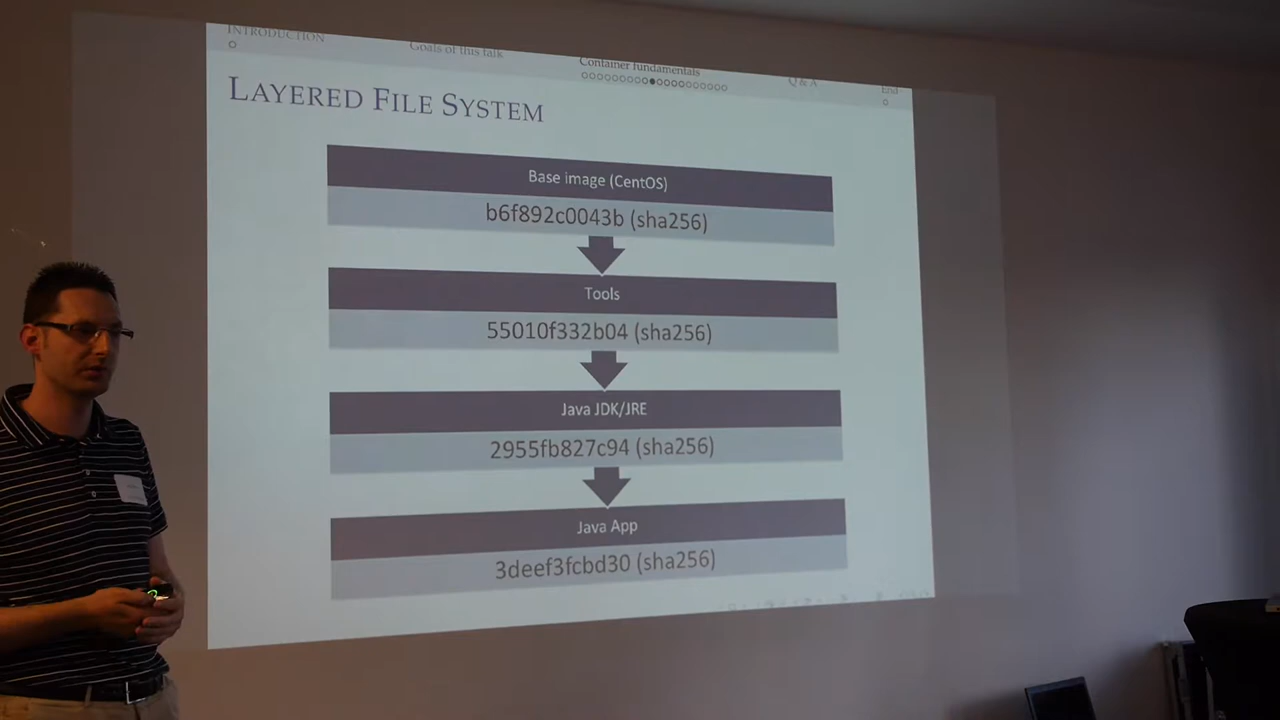 INTRODUCTION
Goals of this talk
Container fundamentals
Q & A
End
LAYERED FILE SYSTEM
Base image (CentOS)
b6f892c0043b (sha256)
Tools
55010f332b04 (sha256)
Java JDK/JRE
2955fb827c94 (sha256)
Java App
3deef3fcbd30 (sha256)